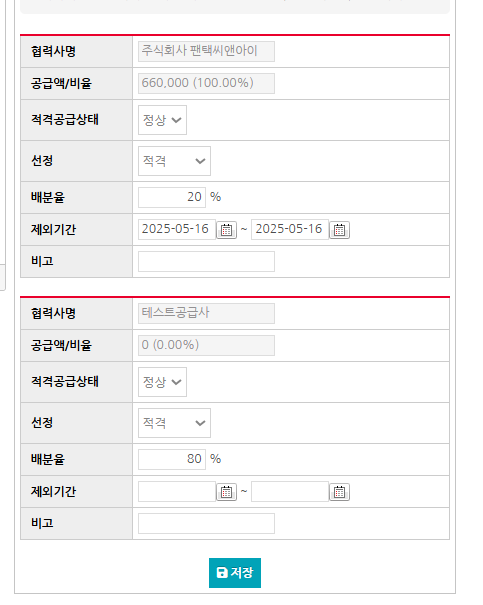 협력사명 주식회사 팬택씨앤아이
공급액/비율 660,000 (100.00%)
적격공급상태 정상
선정 적격
배분율 20 %
제외기간 2025-05-16 ~ 2025-05-16
비고
협력사명 테스트공급사
공급액/비율 0 (0.00%)
적격공급상태 정상
선정 적격
배분율 80 %
제외기간 ~
비고
저장